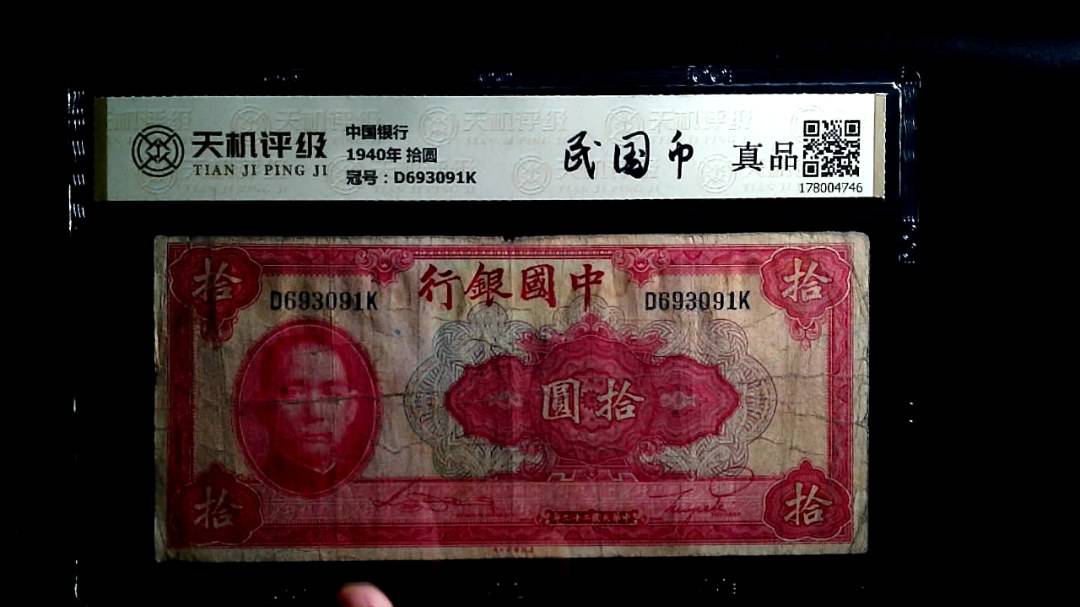 天机评级
TIAN JI PING JI
中国银行
1940年 拾圆
冠号：D693091K
民国币
真品
178004746
拾
拾
行銀國中
D693091K
D693091K
圓拾
拾
拾